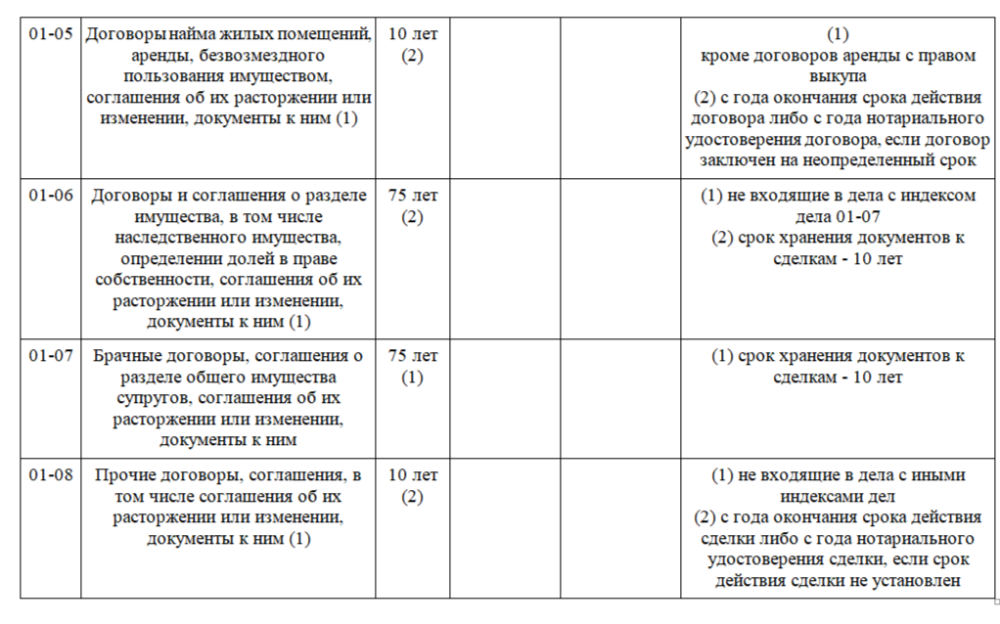 01-05
Договоры найма жилых помещений,
аренды, безвозмездного
пользования имуществом,
соглашения об их расторжении или
изменении, документы к ним (1)
10 лет
(2)
(1)
кроме договоров аренды с правом
выкупа
(2) с года окончания срока действия
договора либо с года нотариального
удостоверения договора, если договор
заключен на неопределенный срок
01-06
Договоры и соглашения о разделе
имущества, в том числе
наследственного имущества,
определении долей в праве
собственности, соглашения об их
расторжении или изменении,
документы к ним (1)
75 лет
(2)
(1) не входящие в дела с индексом
дела 01-07
(2) срок хранения документов к
сделкам - 10 лет
01-07
Брачные договоры, соглашения о
разделе общего имущества
супругов, соглашения об их
расторжении или изменении,
документы к ним
75 лет
(1)
(1) срок хранения документов к
сделкам - 10 лет
01-08
Прочие договоры, соглашения, в
том числе соглашения об их
расторжении или изменении,
документы к ним (1)
10 лет
(2)
(1) не входящие в дела с иными
индексами дел
(2) с года окончания срока действия
сделки либо с года нотариального
удостоверения сделки, если срок
действия сделки не установлен